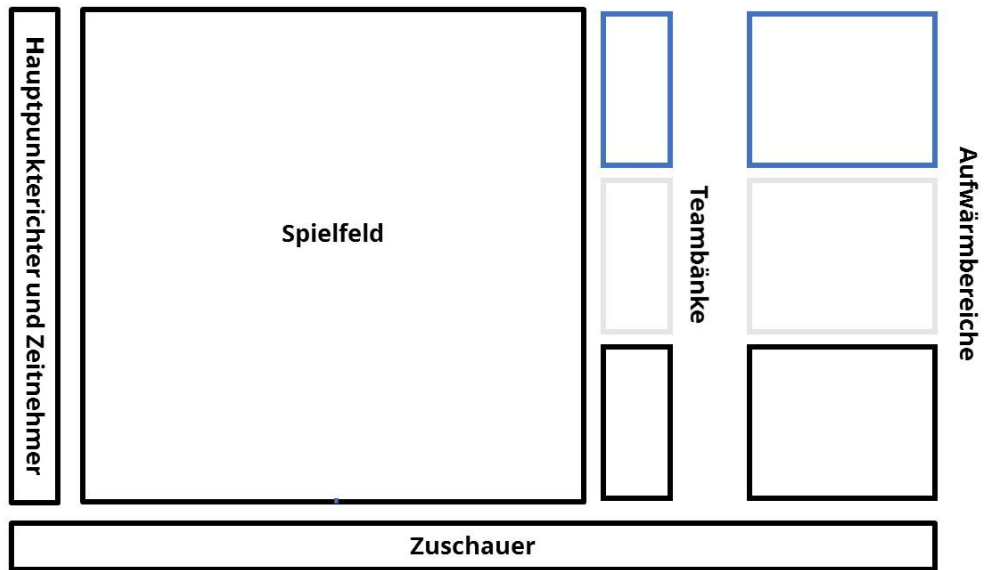 Hauptpunkterichter und Zeitnehmer
Spielfeld
Teambänke
Aufwärmbereiche
Zuschauer